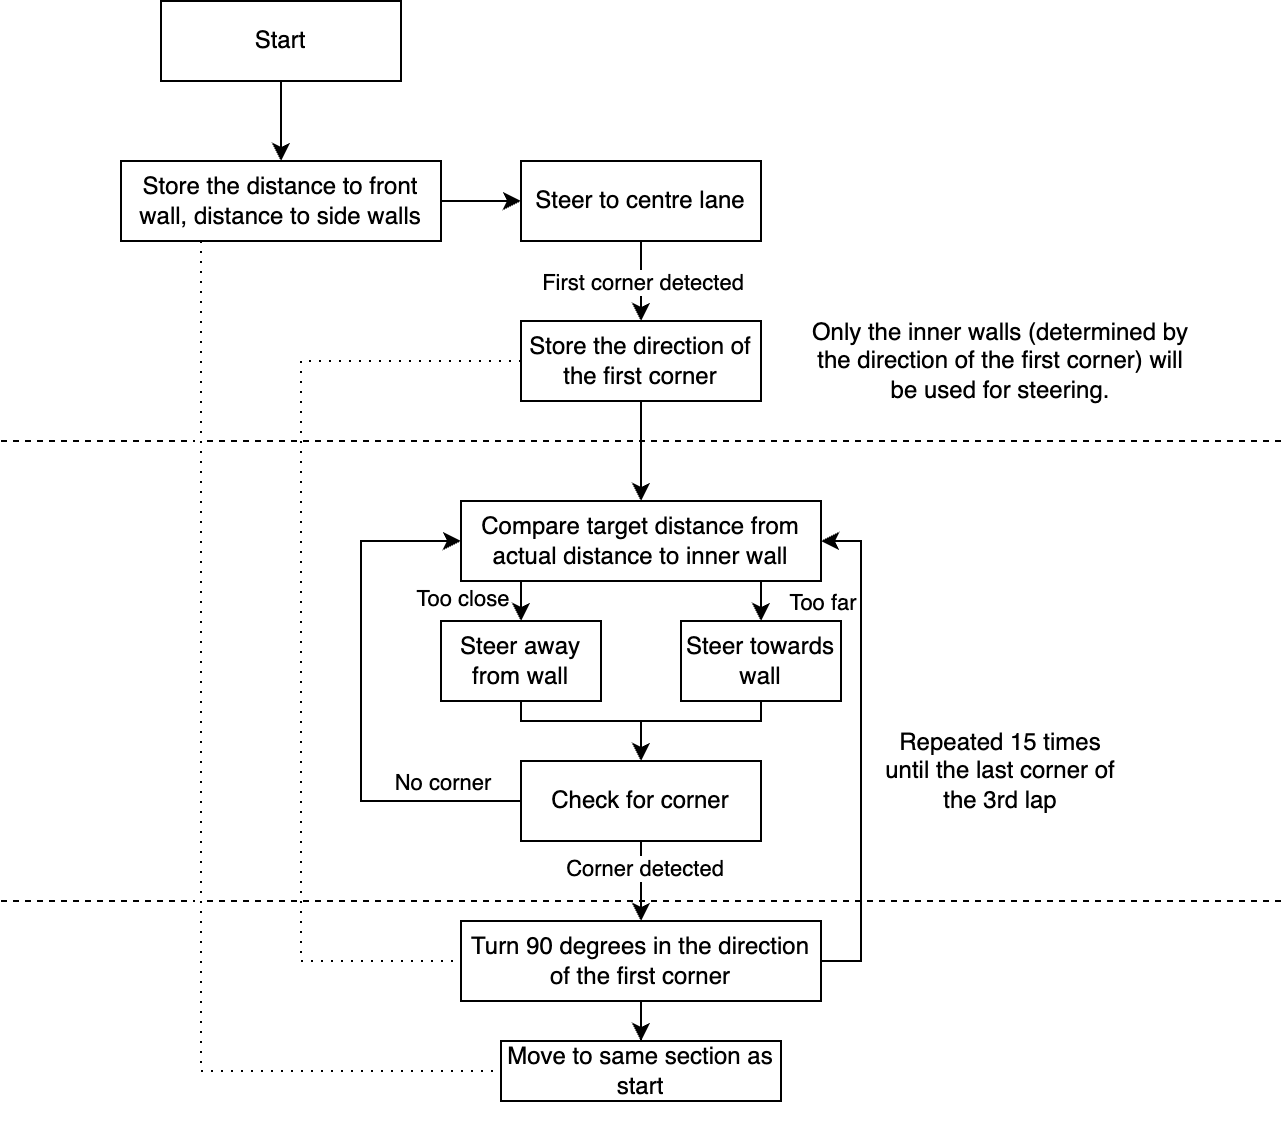 Start
Store the distance to front
wall, distance to side walls
Steer to centre lane
First corner detected
Store the direction of
the first corner
Only the inner walls (determined by
the direction of the first corner) will
be used for steering.
Compare target distance from
actual distance to inner wall
Too close
Too far
Steer away
from wall
Steer towards
wall
No corner
Check for corner
Repeated 15 times
until the last corner of
the 3rd lap
Corner detected
Turn 90 degrees in the direction
of the first corner
Move to same section as
start